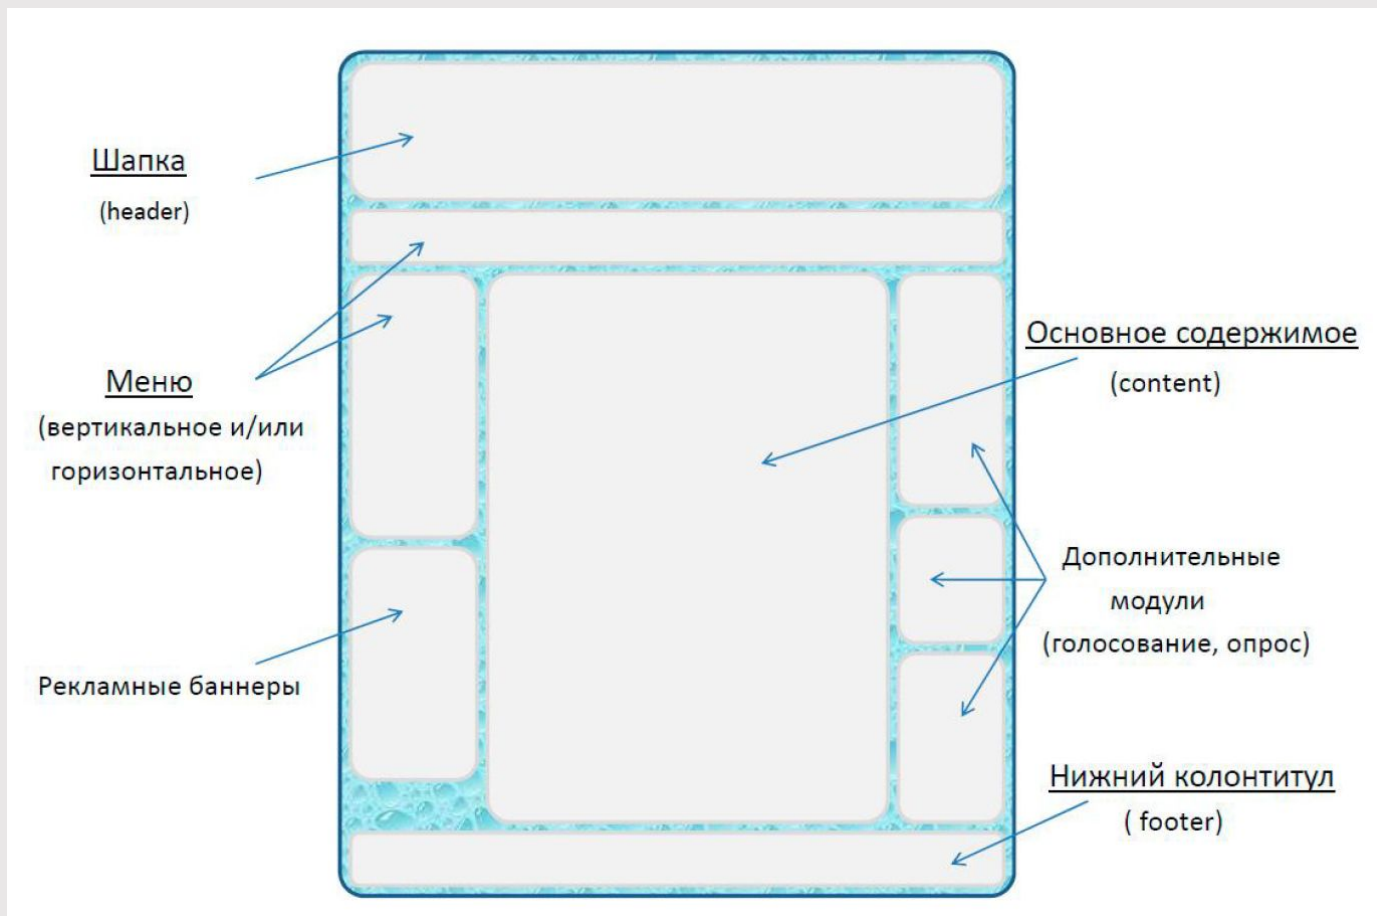 Шапка
(header)
Меню
(вертикальное и/или
горизонтальное)
Рекламные баннеры
Основное содержимое
(content)
Дополнительные
модули
(голосование, опрос)
Нижний колонтитул
( footer)